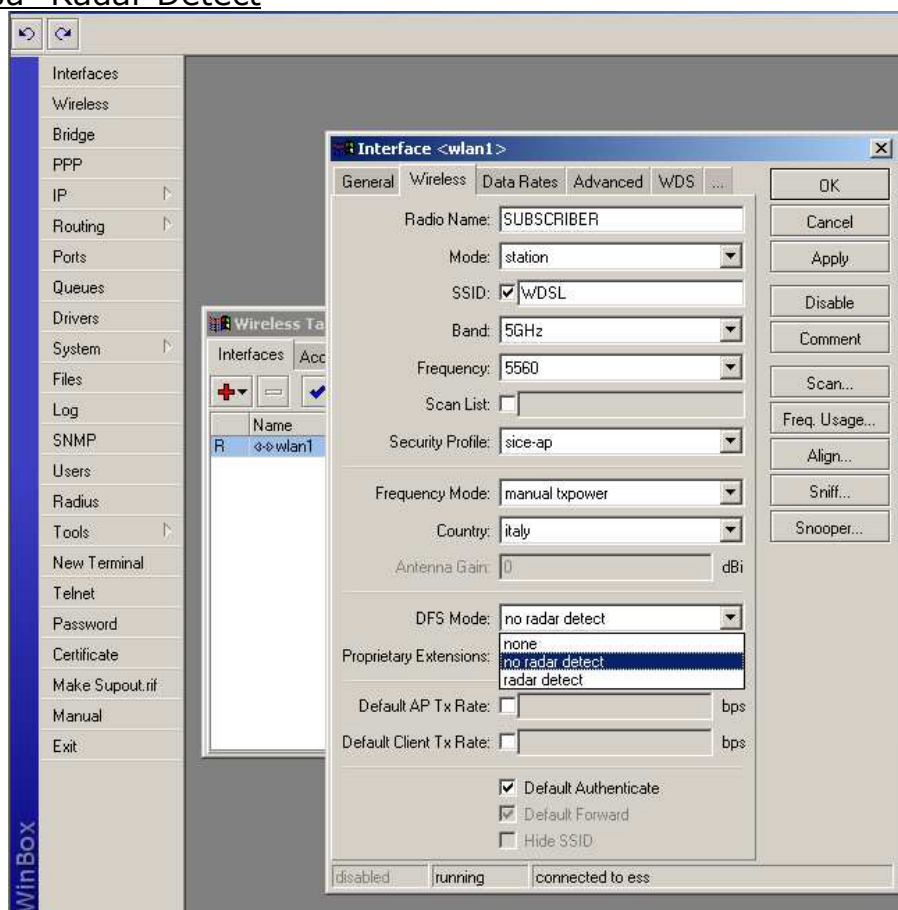 Radar Detect
Interfaces
Wireless
Bridge
PPP
IP
Routing
Ports
Queues
Drivers
System
Files
Log
SNMP
Users
Radius
Tools
New Terminal
Telnet
Password
Certificate
Make Supout.rif
Manual
Exit
WinBox
Wireless Ta
Interfaces Acc
Name
R wlan1
Interface <wlan1>
General Wireless Data Rates Advanced WDS ...
Radio Name: SUBSCRIBER
Mode: station
SSID: WDSL
Band: 5GHz
Frequency: 5560
Scan List:
Security Profile: sice-ap
Frequency Mode: manual txpower
Country: italy
Antenna Gain: 0 dBi
DFS Mode: no radar detect
none
Proprietary Extensions: no radar detect
radar detect
Default AP Tx Rate: bps
Default Client Tx Rate: bps
Default Authenticate
Default Forward
Hide SSID
disabled running connected to ess
OK
Cancel
Apply
Disable
Comment
Scan...
Freq. Usage...
Align...
Sniff...
Snooper...